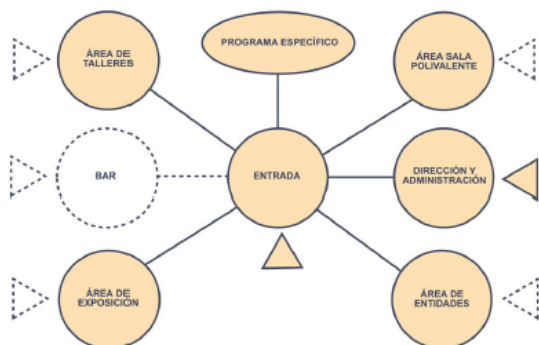 ÁREA DE
TALLERES
PROGRAMA ESPECÍFICO
ÁREA SALA
POLIVALENTE
BAR
ENTRADA
DIRECCIÓN Y
ADMINISTRACIÓN
ÁREA DE
EXPOSICIÓN
ÁREA DE
ENTIDADES